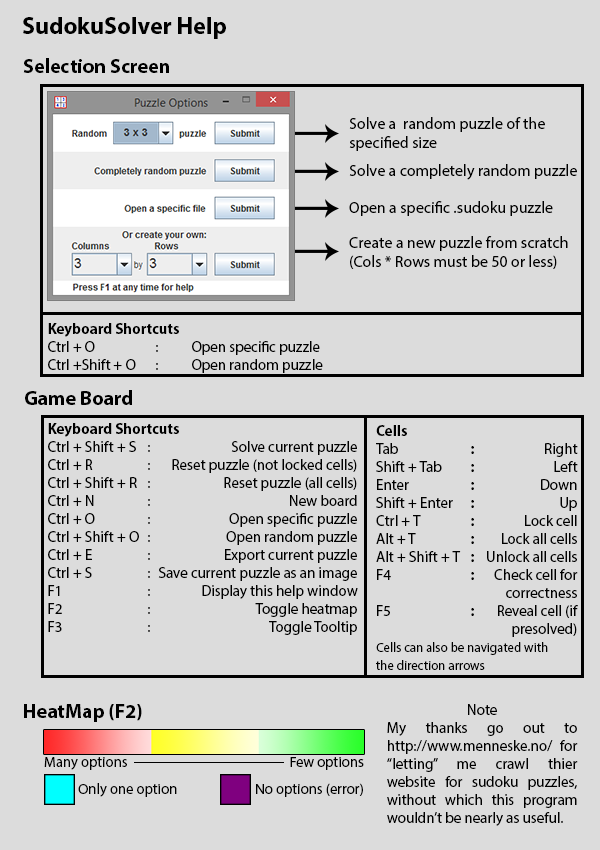 SudokuSolver Help
Selection Screen
Puzzle Options
Random 3 x 3 puzzle Submit
Solve a random puzzle of the
specified size
Completely random puzzle Submit
Solve a completely random puzzle
Open a specific file Submit
Open a specific .sudoku puzzle
Or create your own:
Columns Rows
3 by 3 Submit
Create a new puzzle from scratch
(Cols * Rows must be 50 or less)
Press F1 at any time for help
Keyboard Shortcuts
Ctrl + O : Open specific puzzle
Ctrl +Shift + O : Open random puzzle
Game Board
Keyboard Shortcuts
Ctrl + Shift + S : Solve current puzzle
Ctrl + R : Reset puzzle (not locked cells)
Ctrl + Shift + R : Reset puzzle (all cells)
Ctrl + N : New board
Ctrl + O : Open specific puzzle
Ctrl + Shift + O : Open random puzzle
Ctrl + E : Export current puzzle
Ctrl + S : Save current puzzle as an image
F1 : Display this help window
F2 : Toggle heatmap
F3 : Toggle Tooltip
Cells
Tab : Right
Shift + Tab : Left
Enter : Down
Shift + Enter : Up
Ctrl + T : Lock cell
Alt + T : Lock all cells
Alt + Shift + T : Unlock all cells
F4 : Check cell for
correctness
F5 : Reveal cell (if
presolved)
Cells can also be navigated with
the direction arrows
HeatMap (F2)
Many options Few options
Only one option No options (error)
Note
My thanks go out to
http://www.menneske.no/ for
“letting” me crawl thier
website for sudoku puzzles,
without which this program
wouldn’t be nearly as useful.